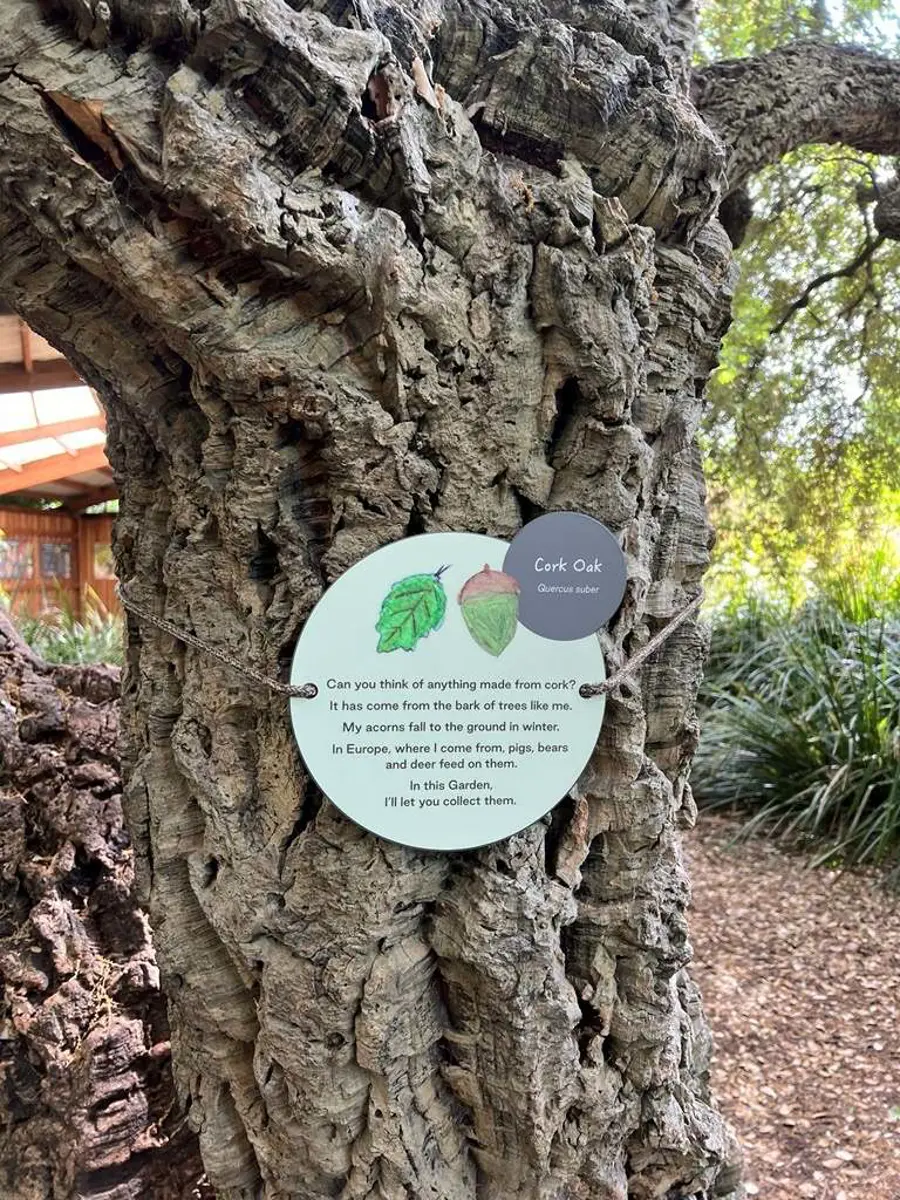 Cork Oak
Quercus suber
Can you think of anything made from cork?
It has come from the bark of trees like me.
My acorns fall to the ground in winter.
In Europe, where I come from, pigs, bears
and deer feed on them.
In this Garden,
I'll let you collect them.